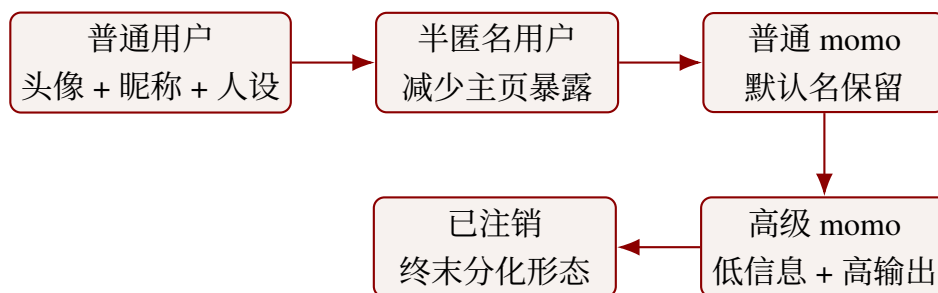 普通用户
头像 + 昵称 + 人设
半匿名用户
减少主页暴露
普通 momo
默认名保留
高级 momo
低信息 + 高输出
已注销
终末分化形态